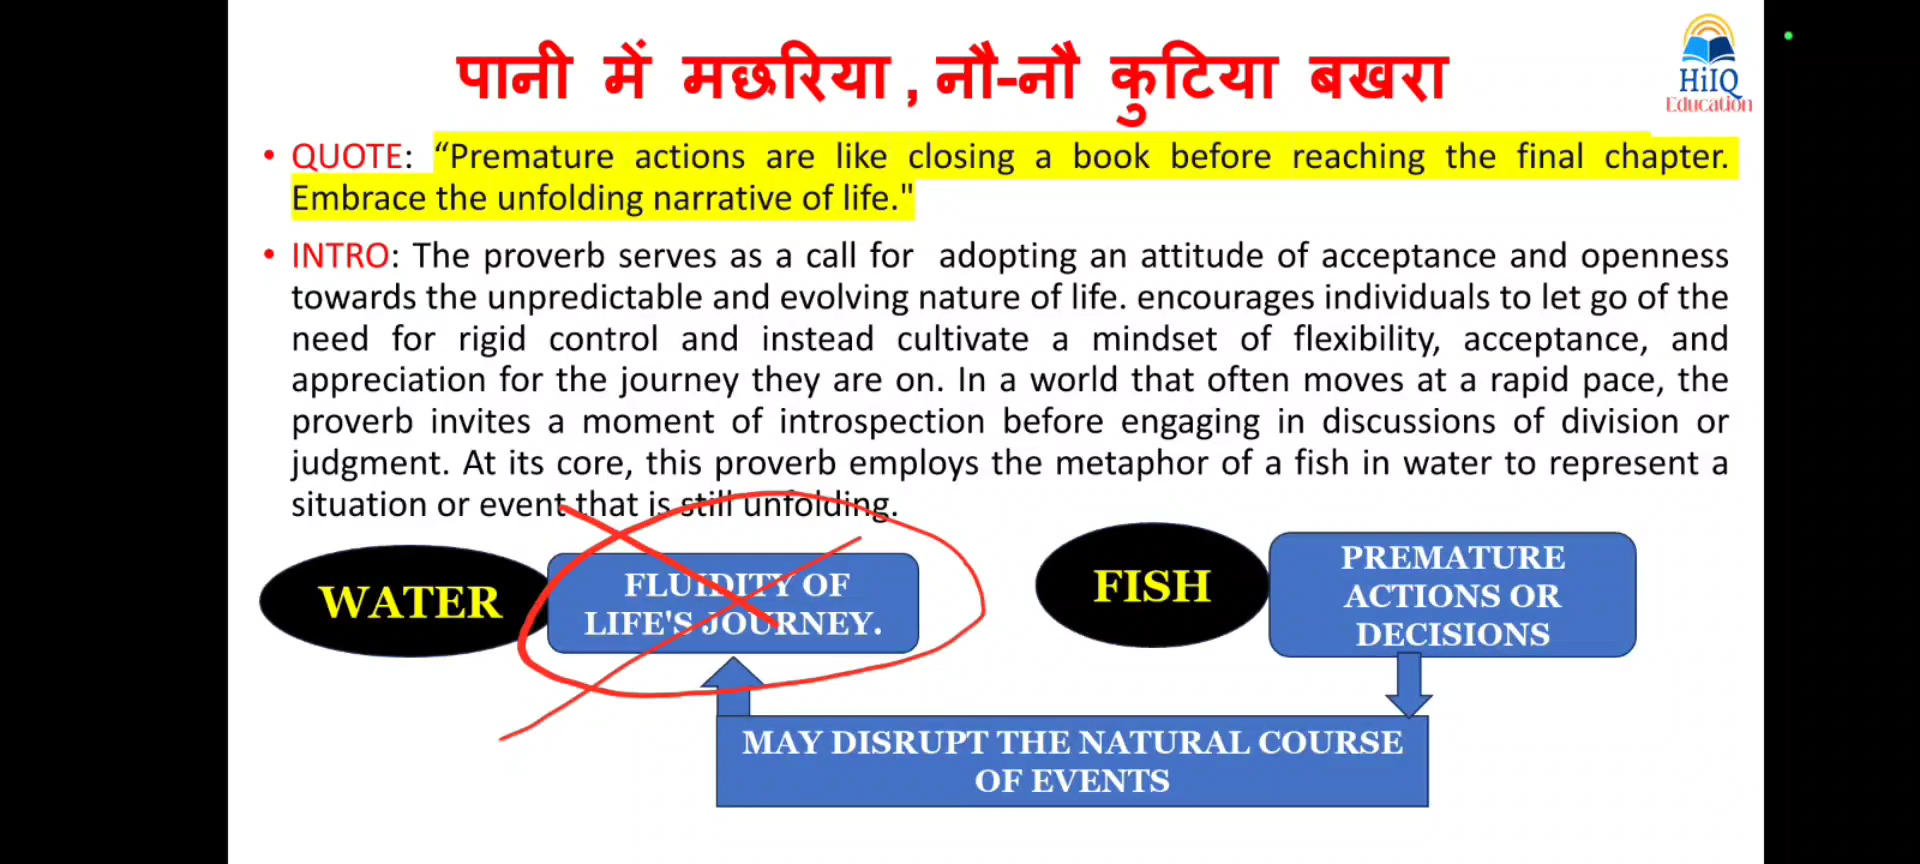 पानी में मछरिया , नौ-नौ कुटिया बखरा
HiIQ
Education
• QUOTE: “Premature actions are like closing a book before reaching the final chapter.
Embrace the unfolding narrative of life."
• INTRO: The proverb serves as a call for adopting an attitude of acceptance and openness
towards the unpredictable and evolving nature of life. encourages individuals to let go of the
need for rigid control and instead cultivate a mindset of flexibility, acceptance, and
appreciation for the journey they are on. In a world that often moves at a rapid pace, the
proverb invites a moment of introspection before engaging in discussions of division or
judgment. At its core, this proverb employs the metaphor of a fish in water to represent a
situation or event that is still unfolding.
WATER
FLUIDITY OF
LIFE'S JOURNEY.
FISH
PREMATURE
ACTIONS OR
DECISIONS
MAY DISRUPT THE NATURAL COURSE
OF EVENTS